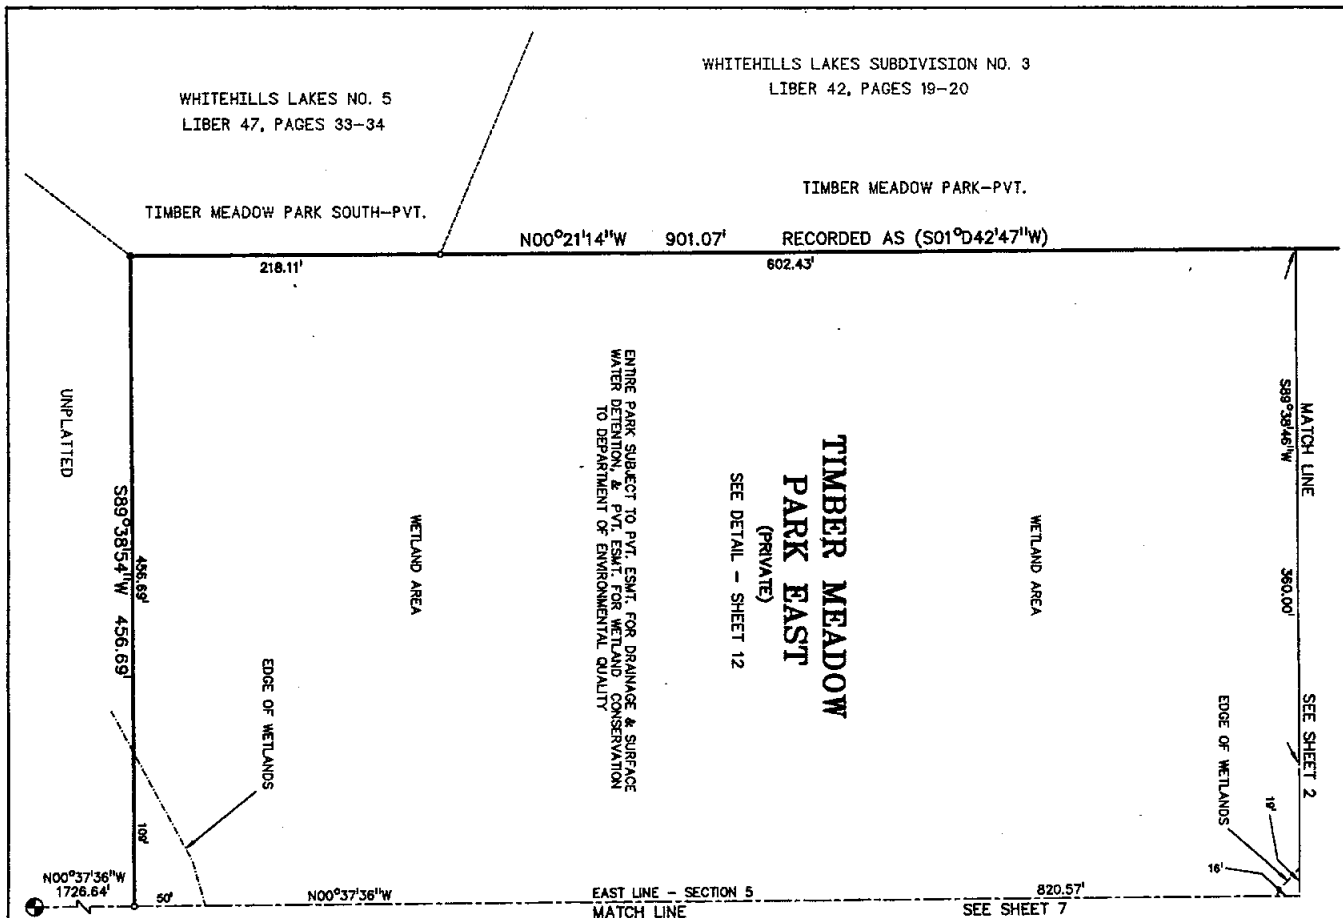 WHITEHILLS LAKES NO. 5
LIBER 47, PAGES 33-34
WHITEHILLS LAKES SUBDIVISION NO. 3
LIBER 42, PAGES 19-20
TIMBER MEADOW PARK SOUTH-PVT.
TIMBER MEADOW PARK-PVT.
N00°21'14"W 901.07' RECORDED AS (S01°D42'47"W)
218.11'
602.43'
MATCH LINE SEE SHEET 2
S89°38'46"W 360.00'
WETLAND AREA
TIMBER MEADOW
PARK EAST
(PRIVATE)
SEE DETAIL - SHEET 12
ENTIRE PARK SUBJECT TO PVT. ESMT. FOR DRAINAGE & SURFACE
WATER DETENTION, & PVT. ESMT. FOR WETLAND CONSERVATION
TO DEPARTMENT OF ENVIRONMENTAL QUALITY
WETLAND AREA
UNPLATTED
456.69'
S89°38'54"W 456.69'
EDGE OF WETLANDS
EDGE OF WETLANDS
19'
16'
109'
N00°37'36"W
1726.64'
50'
N00°37'36"W
EAST LINE - SECTION 5
820.57'
MATCH LINE
SEE SHEET 7